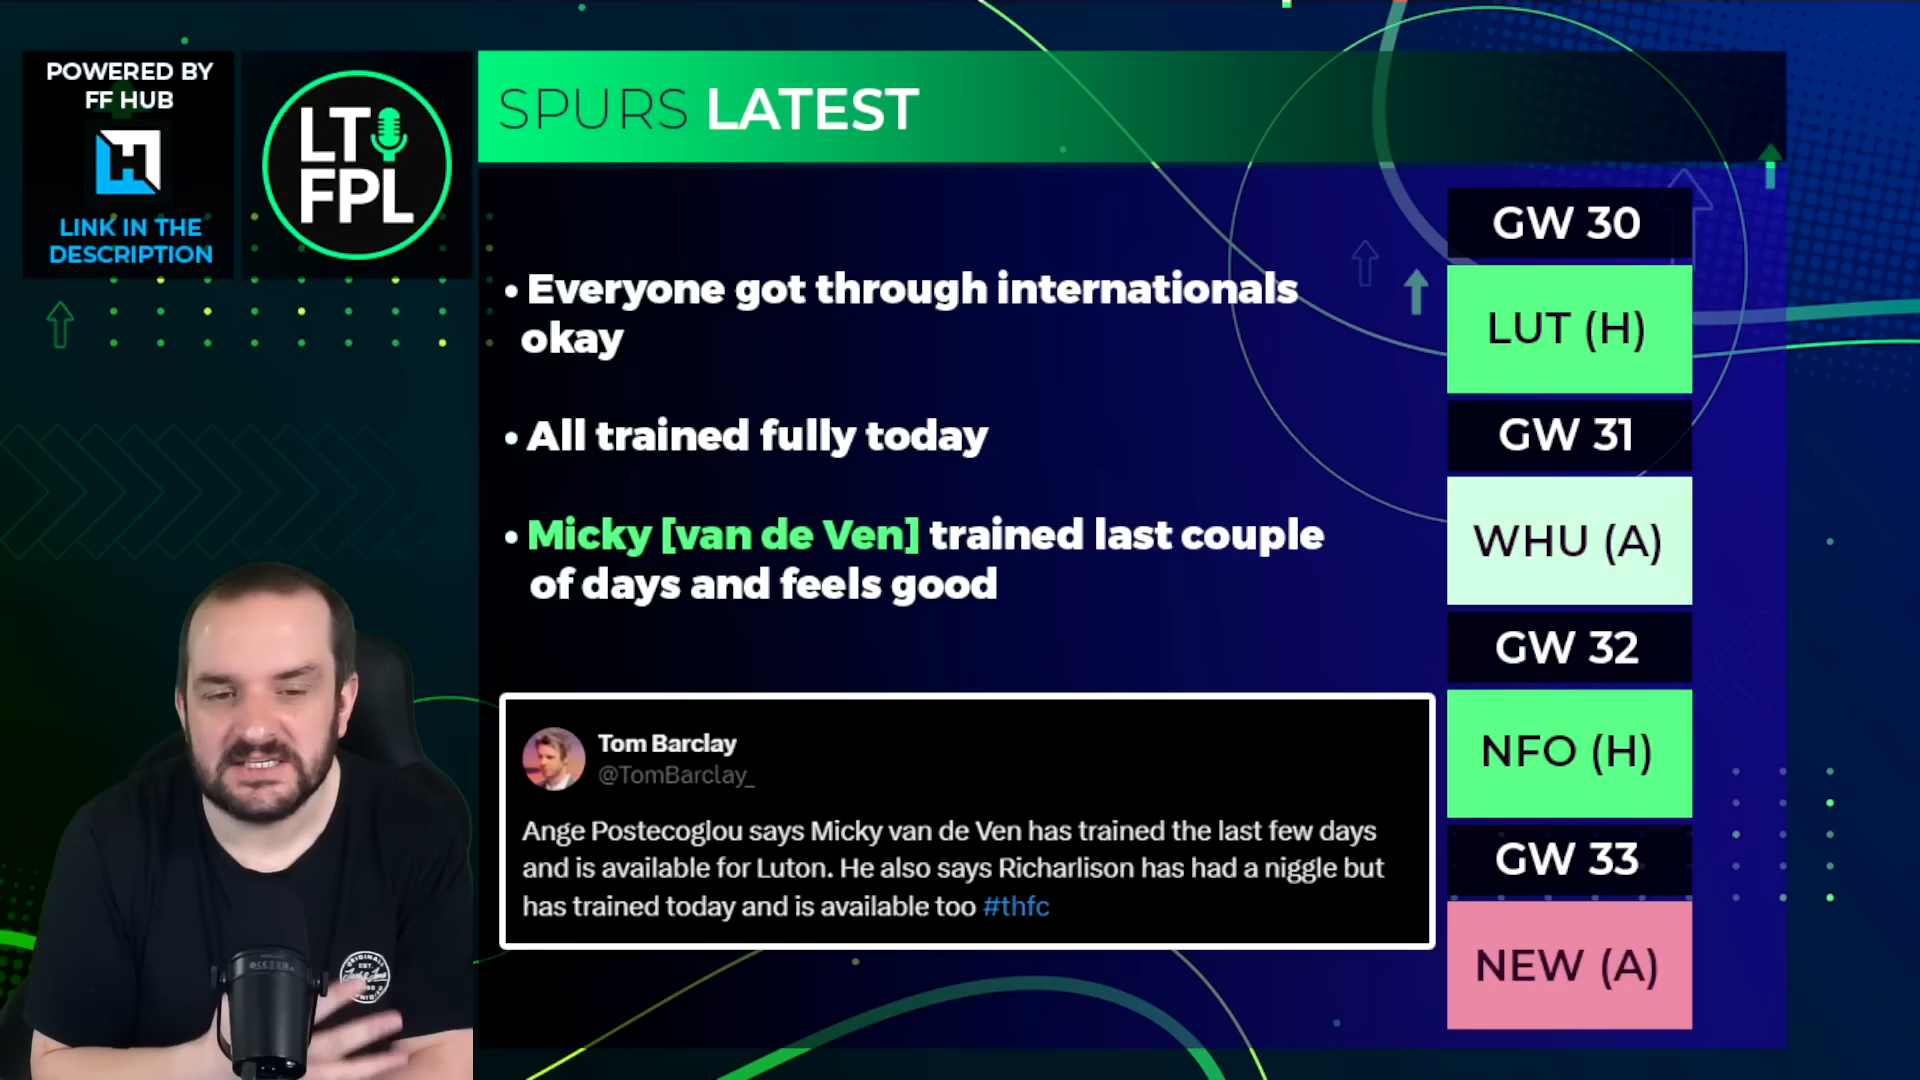 POWERED BY
FF HUB
LINK IN THE
DESCRIPTION
LT
FPL
SPURS LATEST
• Everyone got through internationals
okay
• All trained fully today
• Micky [van de Ven] trained last couple
of days and feels good
Tom Barclay
@TomBarclay_
Ange Postecoglou says Micky van de Ven has trained the last few days
and is available for Luton. He also says Richarlison has had a niggle but
has trained today and is available too #thfc
GW 30
LUT (H)
GW 31
WHU (A)
GW 32
NFO (H)
GW 33
NEW (A)